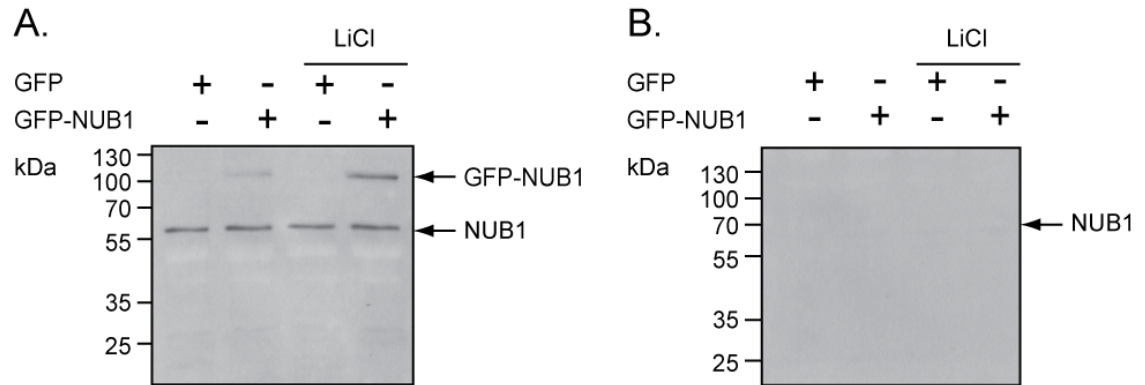 A.
LiCl
GFP + - + -
GFP-NUB1 - + - +
kDa
130
100
70
55
35
25
GFP-NUB1
NUB1
B.
LiCl
GFP + - + -
GFP-NUB1 - + - +
kDa
130
100
70
55
35
25
NUB1